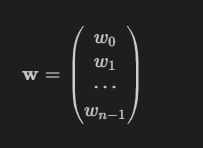 w = ( w₀
w₁
...
wₙ₋₁ )